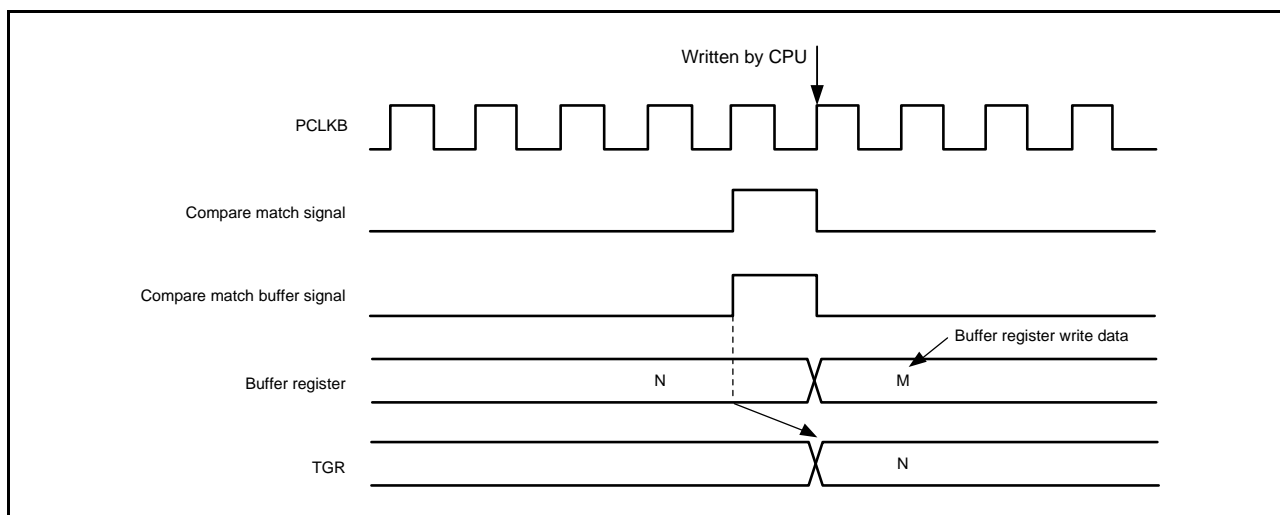 Written by CPU
PCLKB
Compare match signal
Compare match buffer signal
Buffer register write data
Buffer register
N
M
TGR
N